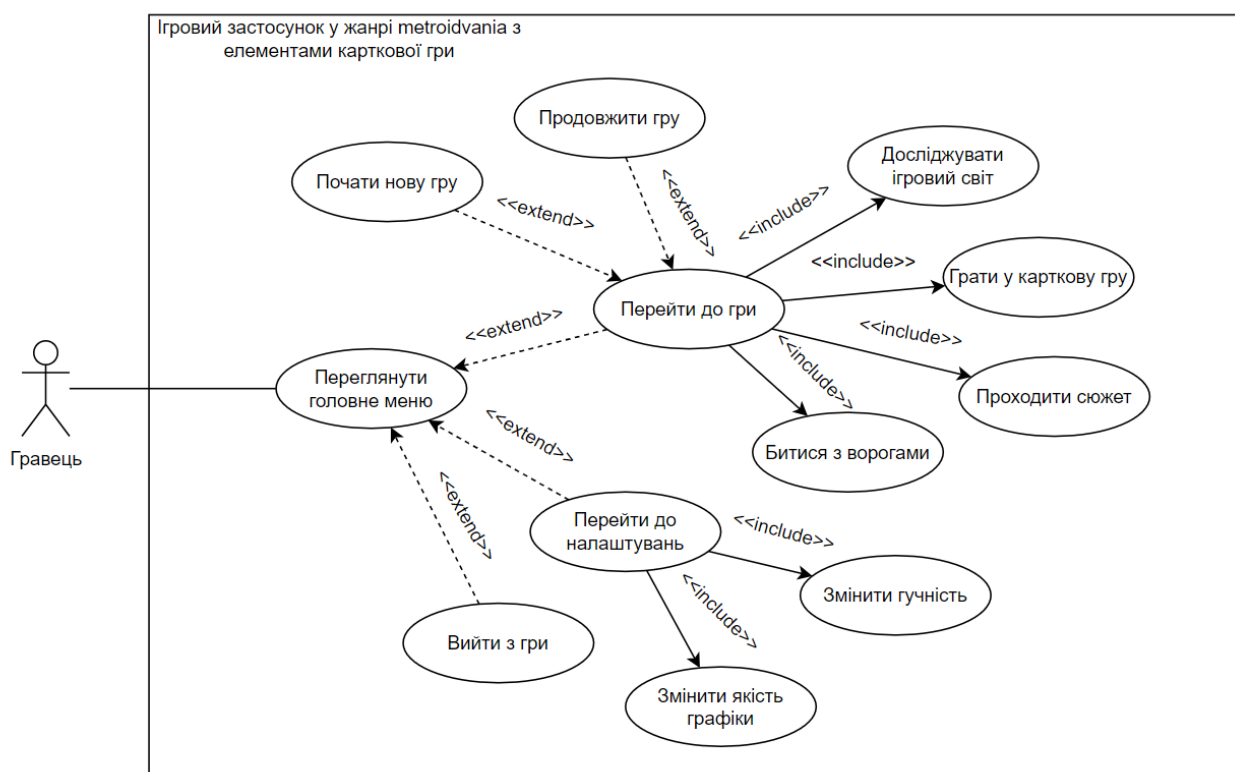 Ігровий застосунок у жанрі metroidvania з
елементами карткової гри
Продовжити гру
Досліджувати
ігровий світ
Почати нову гру
<<extend>>
<<extend>>
<<include>>
<<include>>
Грати у карткову гру
Перейти до гри
<<extend>>
<<include>>
<<include>>
Переглянути
головне меню
Проходити сюжет
Гравець
<<extend>>
Битися з ворогами
<<extend>>
Перейти до
налаштувань
<<include>>
<<include>>
Змінити гучність
Вийти з гри
Змінити якість
графіки